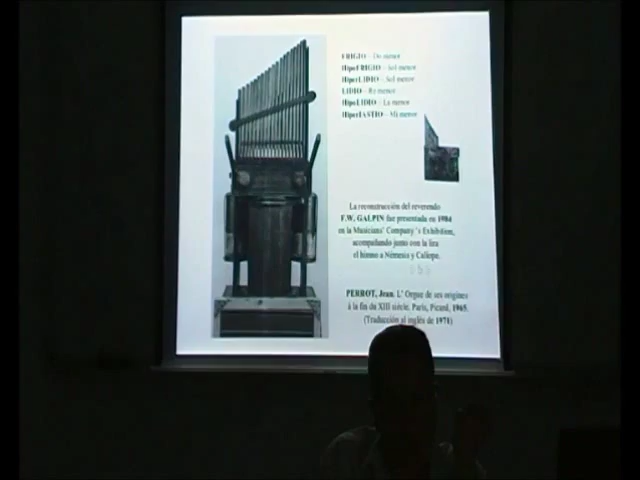 FRIGIO – Do menor
HipoFRIGIO – Sol menor
HiperLIDIO – Sol menor
LIDIO – Re menor
HipoLIDIO – La menor
HiperIASTIO – Mi menor
La reconstrucción del reverendo
F.W. GALPIN fue presentada en 1904
en la Musicians' Company's Exhibition,
acompañando junto con la lira
el himno a Némesis y Calíope.
PERROT, Jean. L' Orgue de ses origines
à la fin du XIII siécle. París, Picard, 1965.
(Traducción al inglés de 1971)